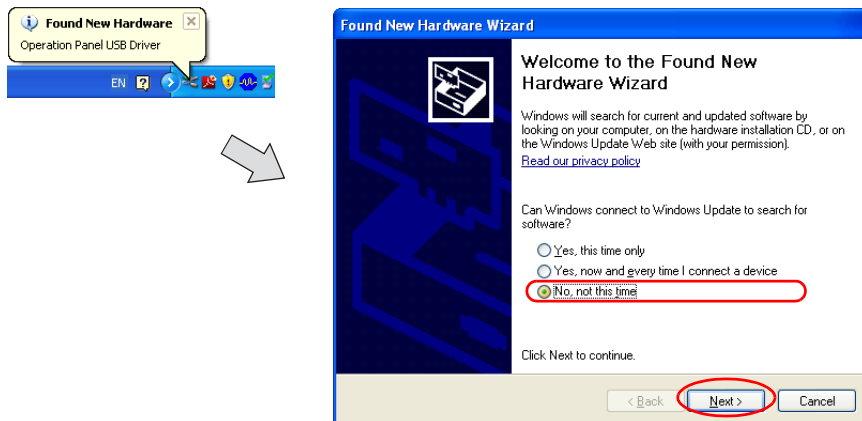 Found New Hardware
Operation Panel USB Driver
EN
Found New Hardware Wizard
Welcome to the Found New
Hardware Wizard
Windows will search for current and updated software by
looking on your computer, on the hardware installation CD, or on
the Windows Update Web site (with your permission).
Read our privacy policy
Can Windows connect to Windows Update to search for
software?
Yes, this time only
Yes, now and every time I connect a device
No, not this time
Click Next to continue.
< Back
Next >
Cancel